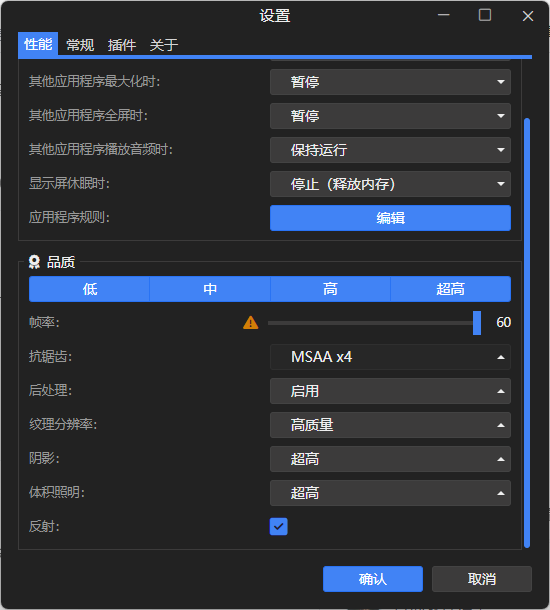 设置
性能 常规 插件 关于
其他应用程序最大化时: 暂停
其他应用程序全屏时: 暂停
其他应用程序播放音频时: 保持运行
显示屏休眠时: 停止（释放内存）
应用程序规则: 编辑
品质
低 中 高 超高
帧率: 60
抗锯齿: MSAA x4
后处理: 启用
纹理分辨率: 高质量
阴影: 超高
体积照明: 超高
反射:
确认 取消